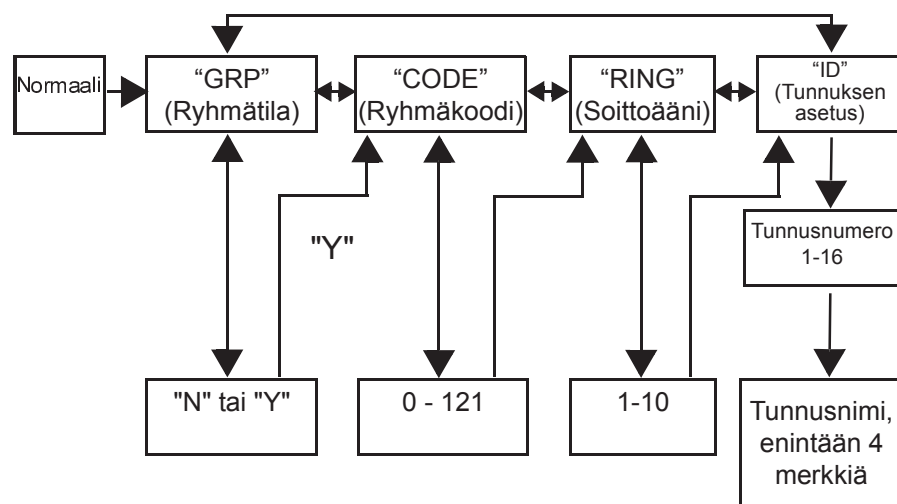 Normaali
“GRP”
(Ryhmätila)
“CODE”
(Ryhmäkoodi)
“RING”
(Soittoääni)
“ID”
(Tunnuksen
asetus)
"Y"
Tunnusnumero
1-16
"N" tai "Y"
0 - 121
1-10
Tunnusnimi,
enintään 4
merkkiä